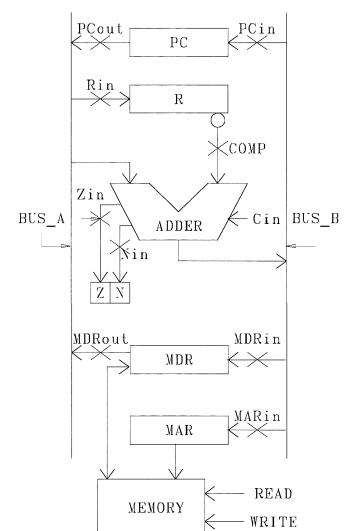 PCout PC PCin
Rin R
COMP
Zin
BUS_A ADDER Cin BUS_B
Nin
Z N
MDRout MDR MDRin
MAR MARin
MEMORY READ
WRITE